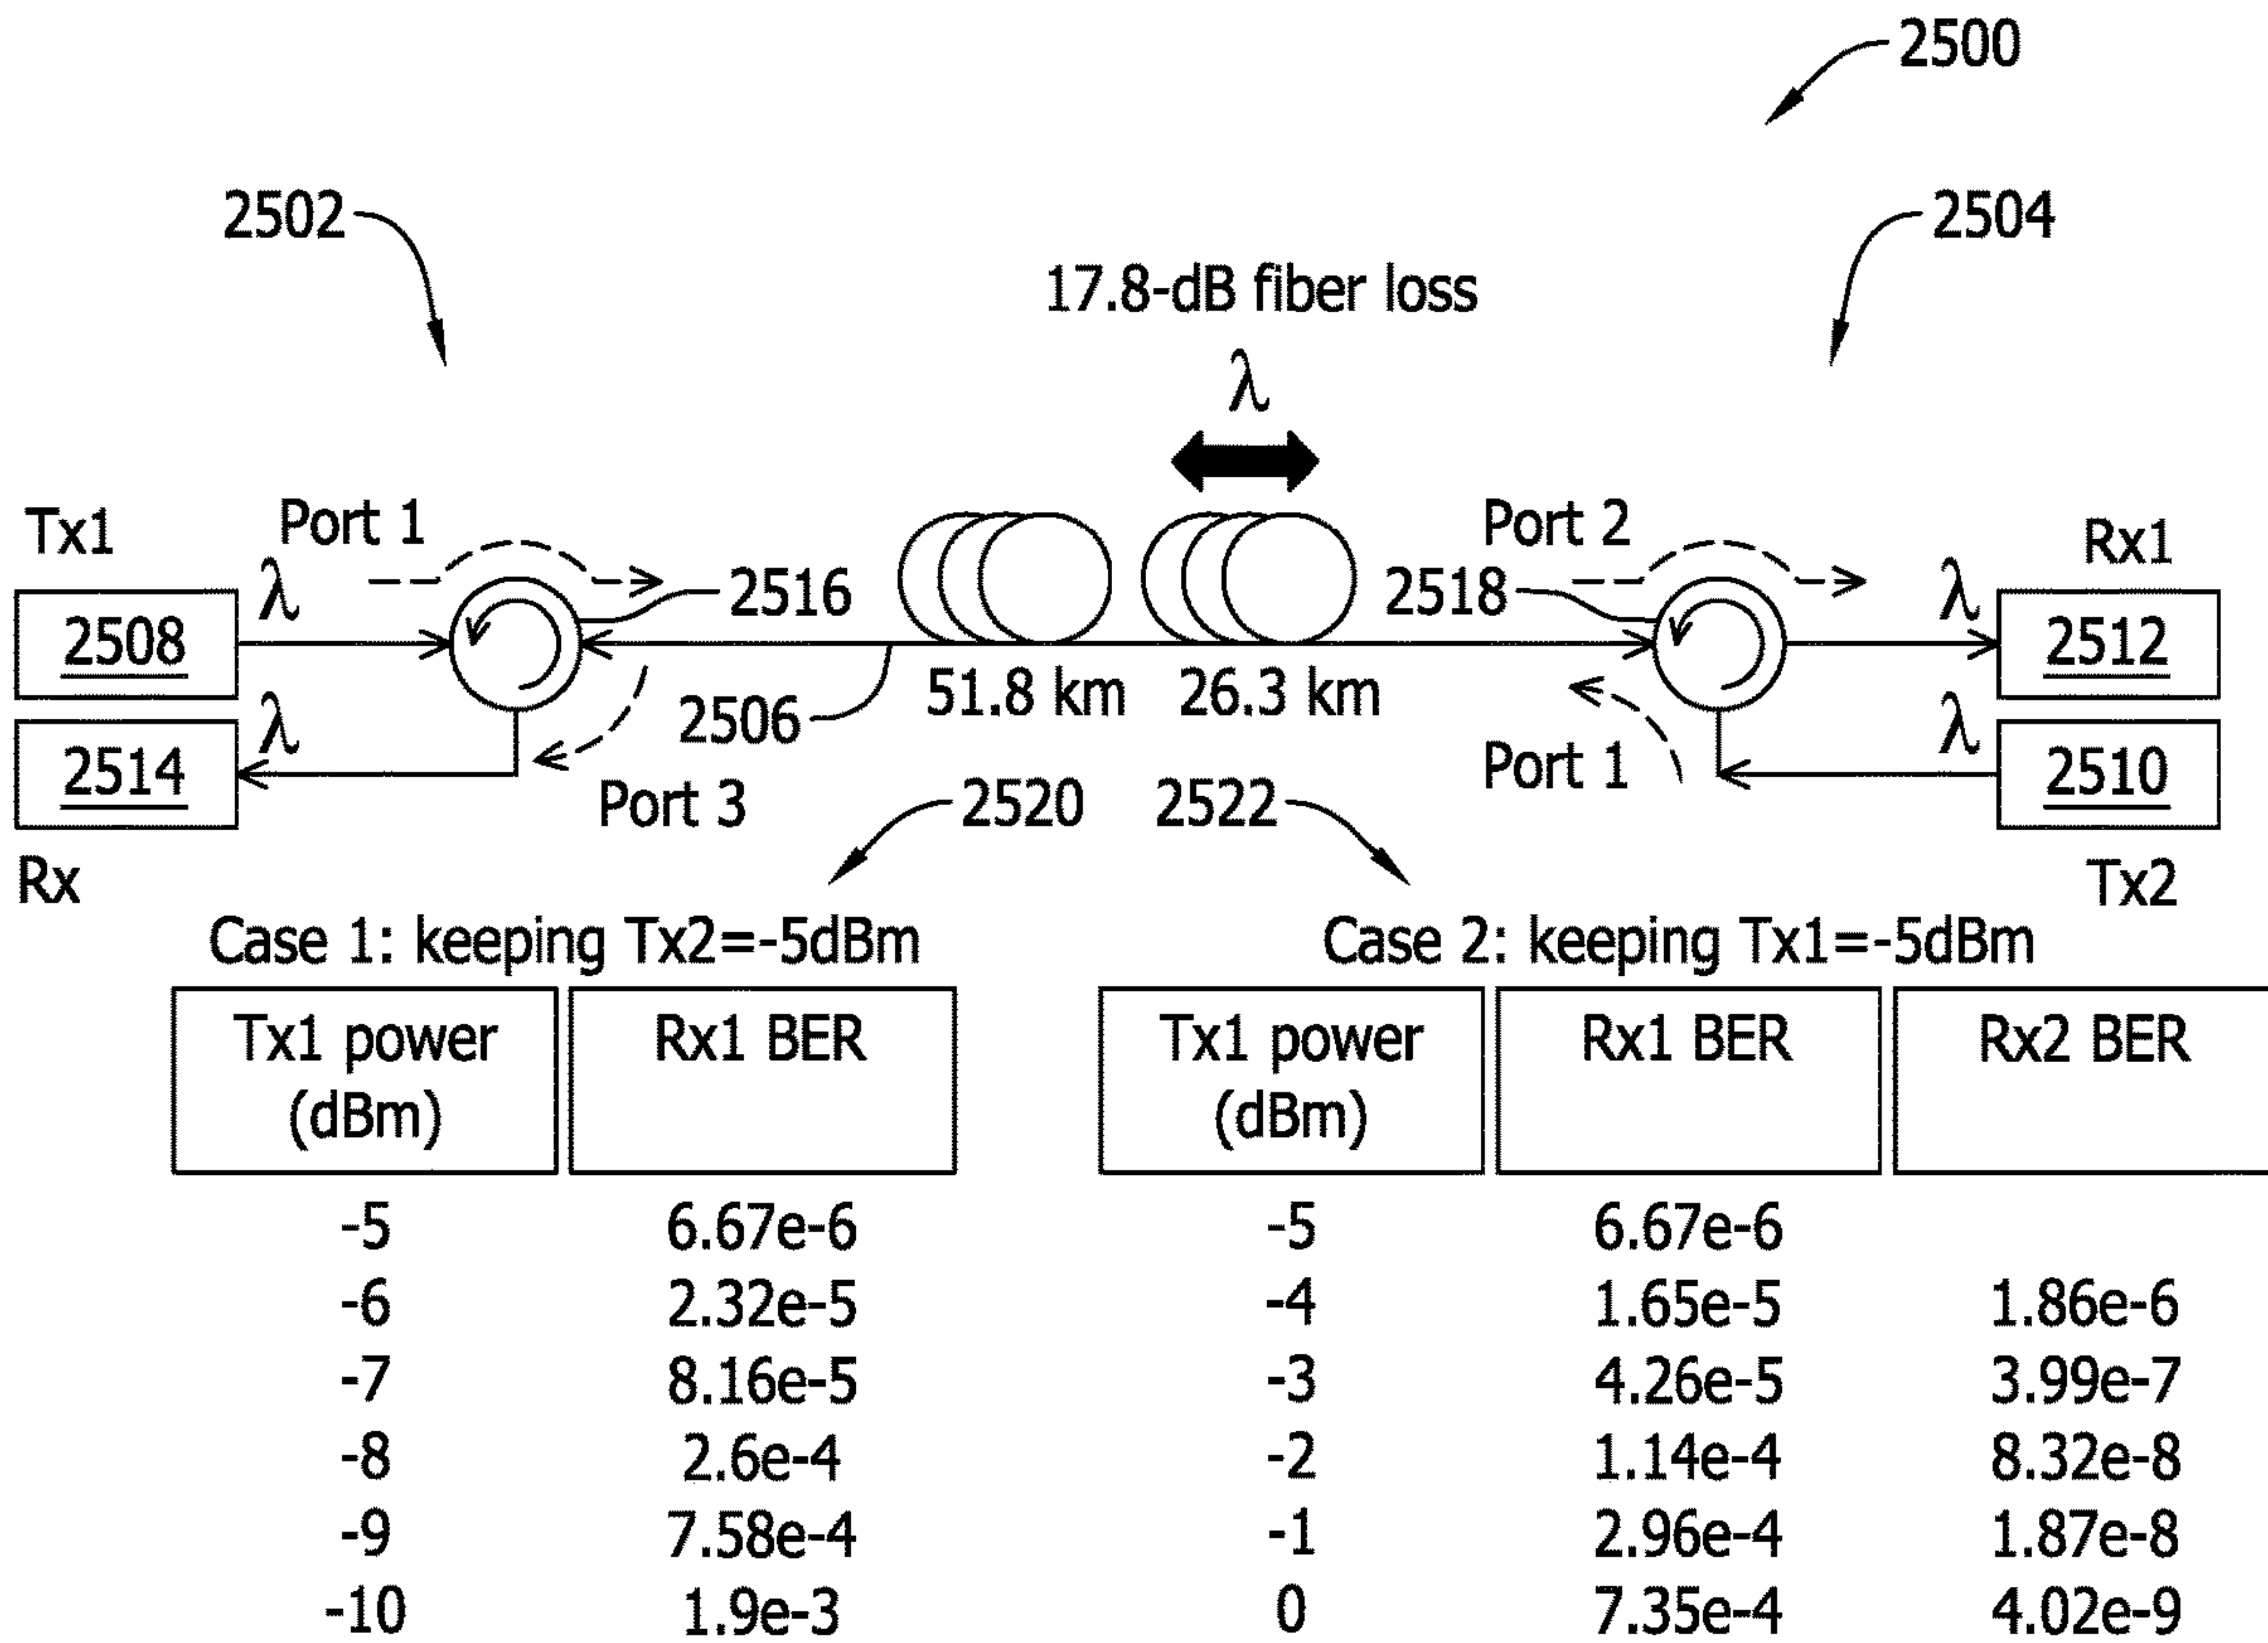 2500
2502
2504
17.8-dB fiber loss
λ
Tx1
Port 1
Port 2
Rx1
λ
2516
2518
λ
2508
2512
λ
2506
51.8 km
26.3 km
λ
2514
Port 3
Port 1
2510
2520
2522
Rx
Tx2
Case 1: keeping Tx2=-5dBm
Tx1 power (dBm) Rx1 BER
-5 6.67e-6
-6 2.32e-5
-7 8.16e-5
-8 2.6e-4
-9 7.58e-4
-10 1.9e-3
Case 2: keeping Tx1=-5dBm
Tx1 power (dBm) Rx1 BER Rx2 BER
-5 6.67e-6
-4 1.65e-5 1.86e-6
-3 4.26e-5 3.99e-7
-2 1.14e-4 8.32e-8
-1 2.96e-4 1.87e-8
0 7.35e-4 4.02e-9